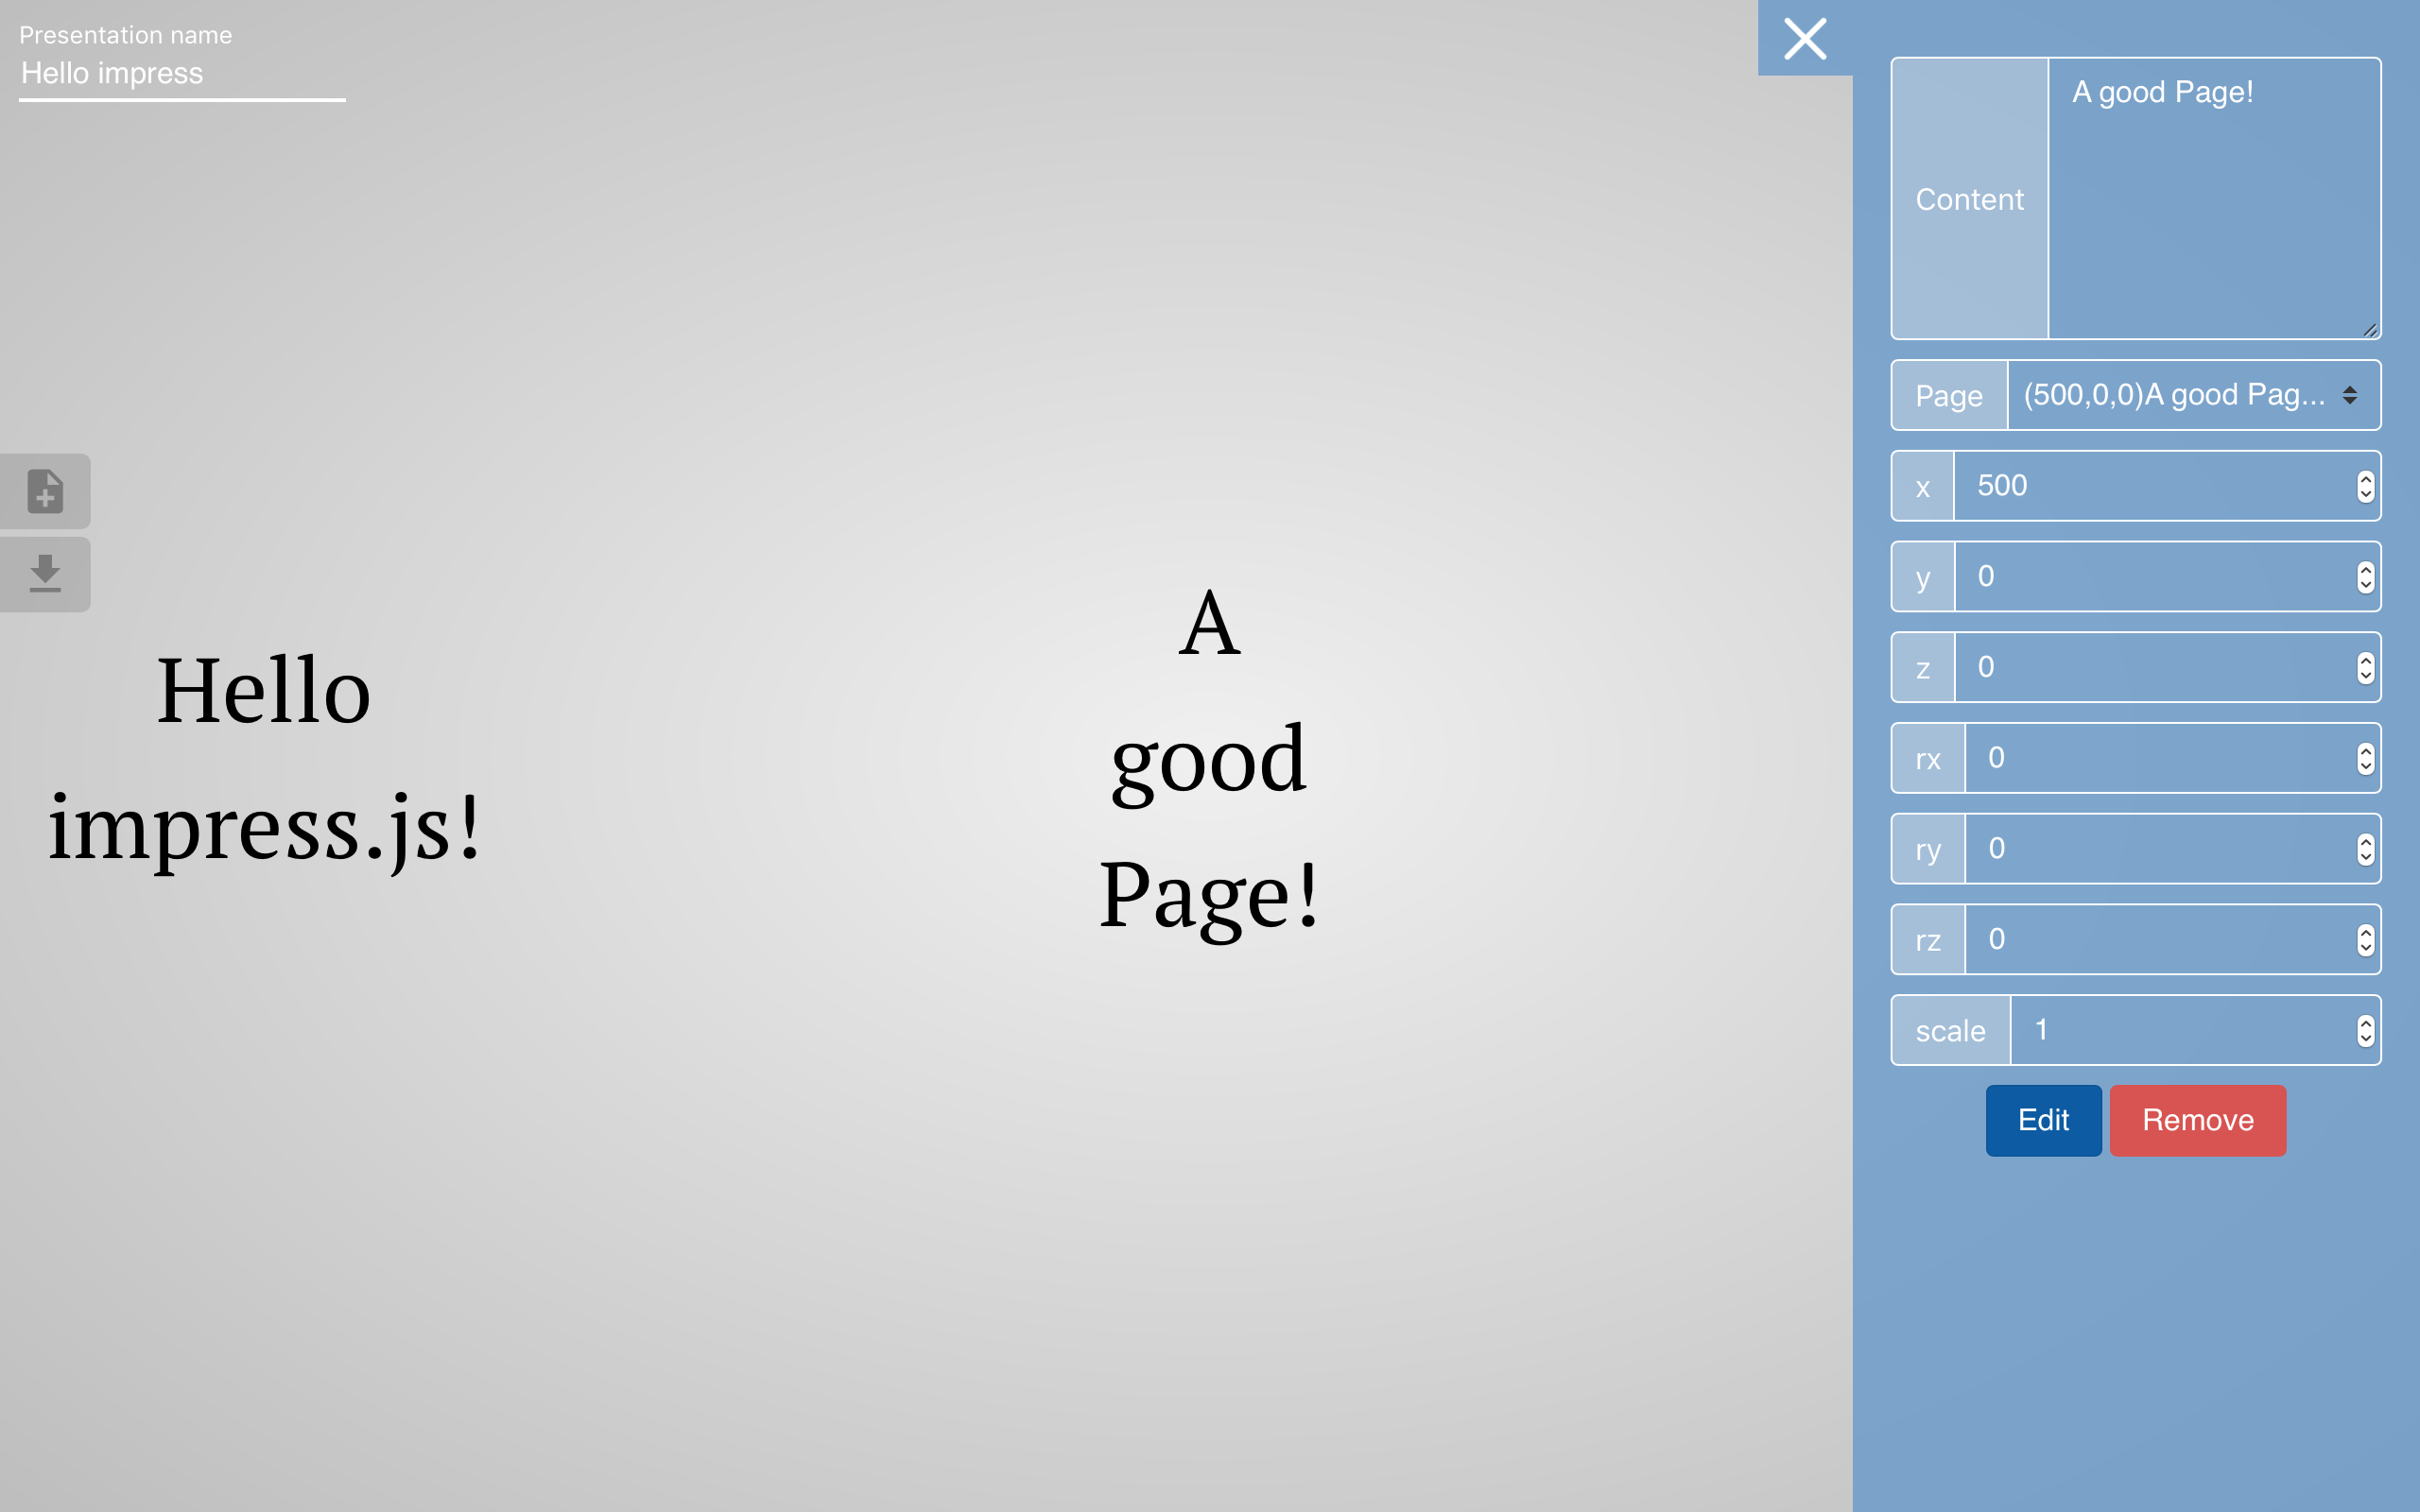 Presentation name
Hello impress
Hello
impress.js!
A
good
Page!
Content
A good Page!
Page
(500,0,0)A good Pag...
x
500
y
0
z
0
rx
0
ry
0
rz
0
scale
1
Edit
Remove